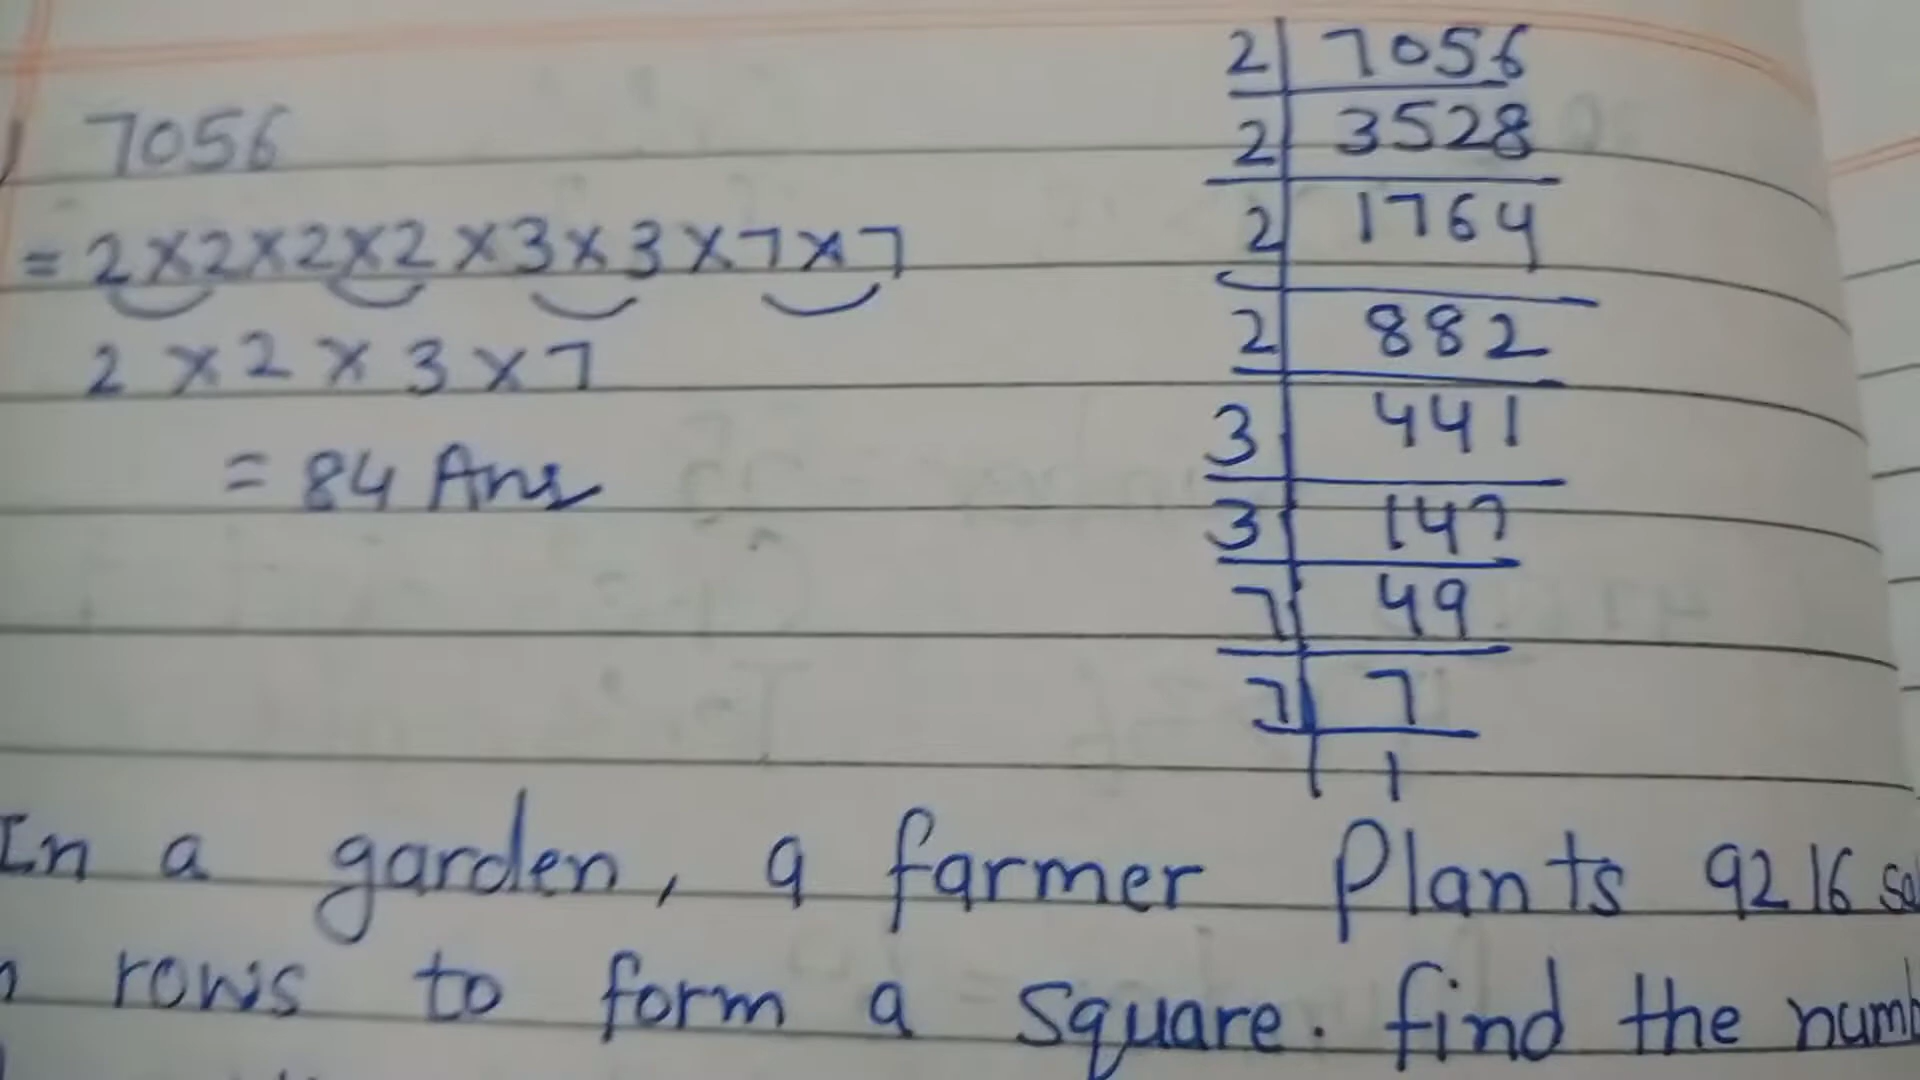 7056
= 2×2×2×2×3×3×7×7
2×2×3×7
= 84 Ans
2 | 7056
2 | 3528
2 | 1764
2 | 882
3 | 441
3 | 147
7 | 49
7 | 7
1
In a garden, a farmer Plants 9216
rows to form a square. find the